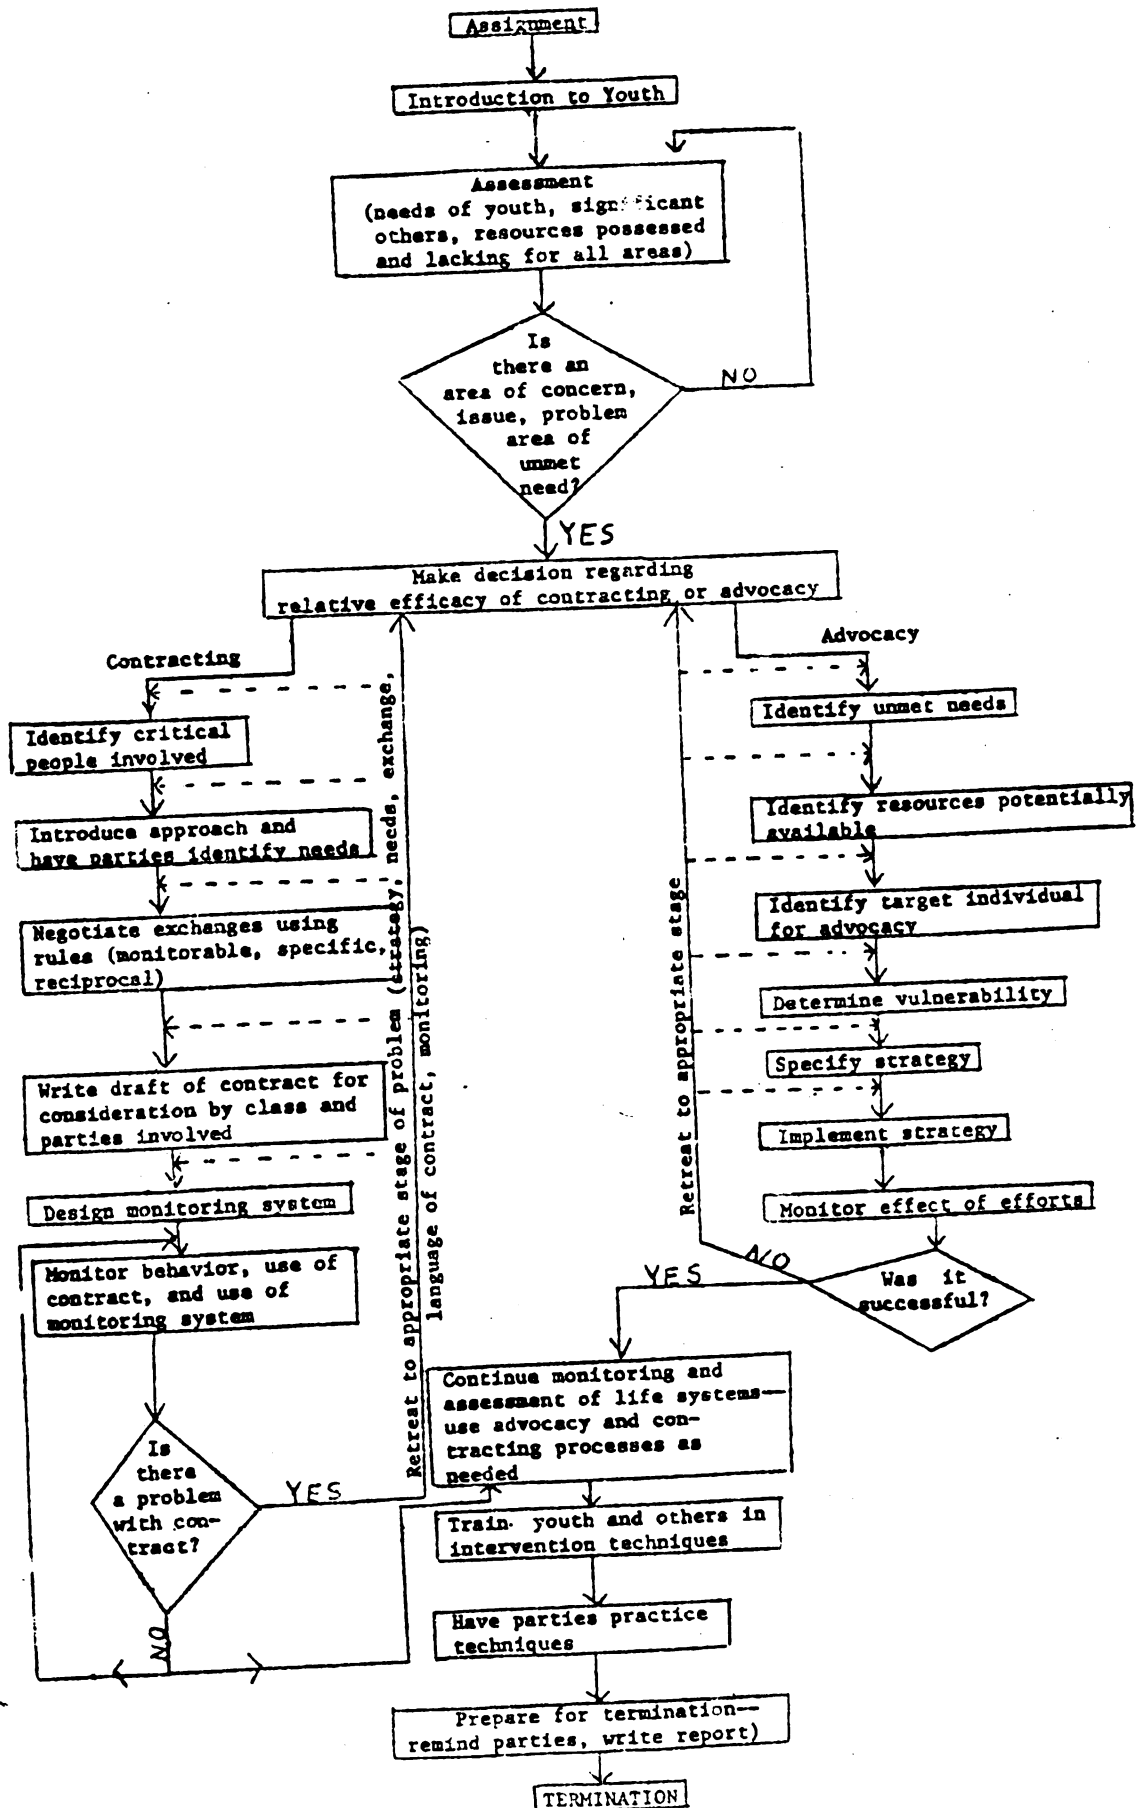 Assignment
Introduction to Youth
Assessment
(needs of youth, significant
others, resources possessed
and lacking for all areas)
Is
there an
area of concern,
issue, problem
area of
unmet
need?
NO
YES
Make decision regarding
relative efficacy of contracting or advocacy
Contracting
Identify critical
people involved
Introduce approach and
have parties identify needs
Negotiate exchanges using
rules (monitorable, specific,
reciprocal)
Write draft of contract for
consideration by class and
parties involved
Design monitoring system
Monitor behavior, use of
contract, and use of
monitoring system
Is
there
a problem
with con-
tract?
YES
NO
Retreat to appropriate stage of problem (strategy, needs, exchange,
language of contract, monitoring)
Advocacy
Identify unmet needs
Identify resources potentially
available
Identify target individual
for advocacy
Determine vulnerability
Specify strategy
Implement strategy
Monitor effect of efforts
Was it
successful?
NO
YES
Retreat to appropriate stage
Continue monitoring and
assessment of life systems—
use advocacy and con-
tracting processes as
needed
Train youth and others in
intervention techniques
Have parties practice
techniques
Prepare for termination—
remind parties, write report)
TERMINATION